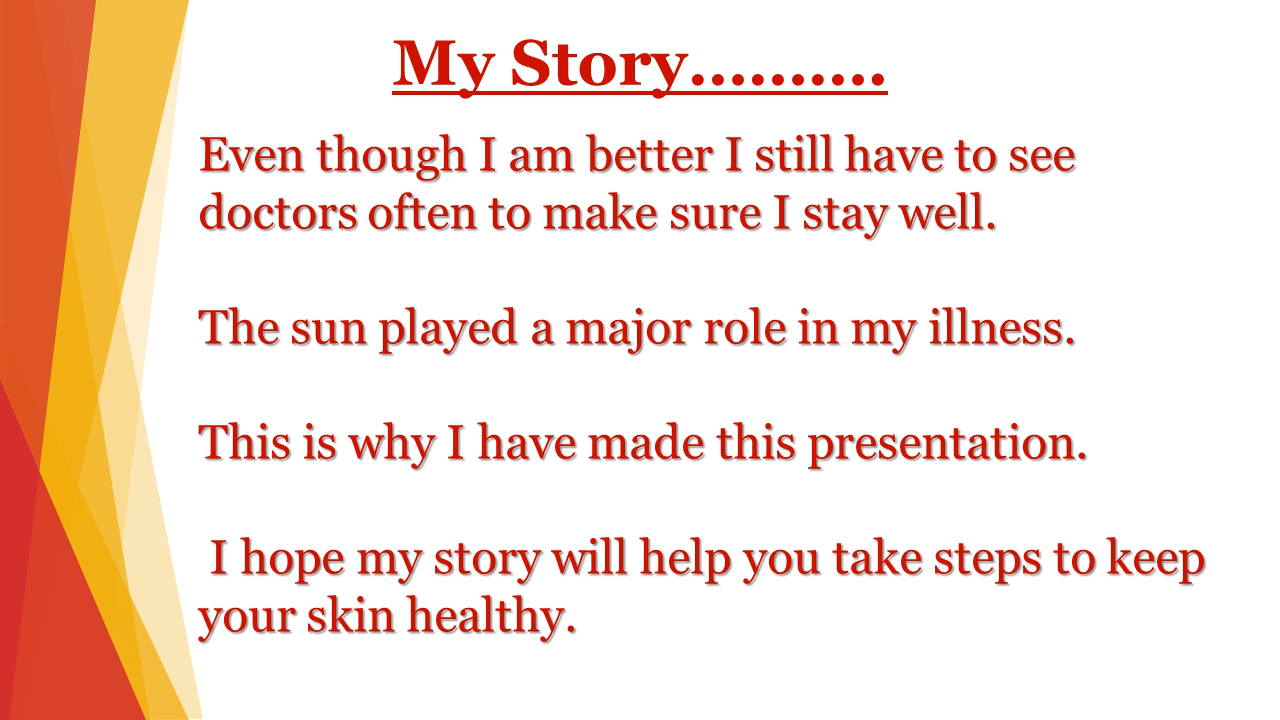 My Story..........
Even though I am better I still have to see
doctors often to make sure I stay well.
The sun played a major role in my illness.
This is why I have made this presentation.
I hope my story will help you take steps to keep
your skin healthy.